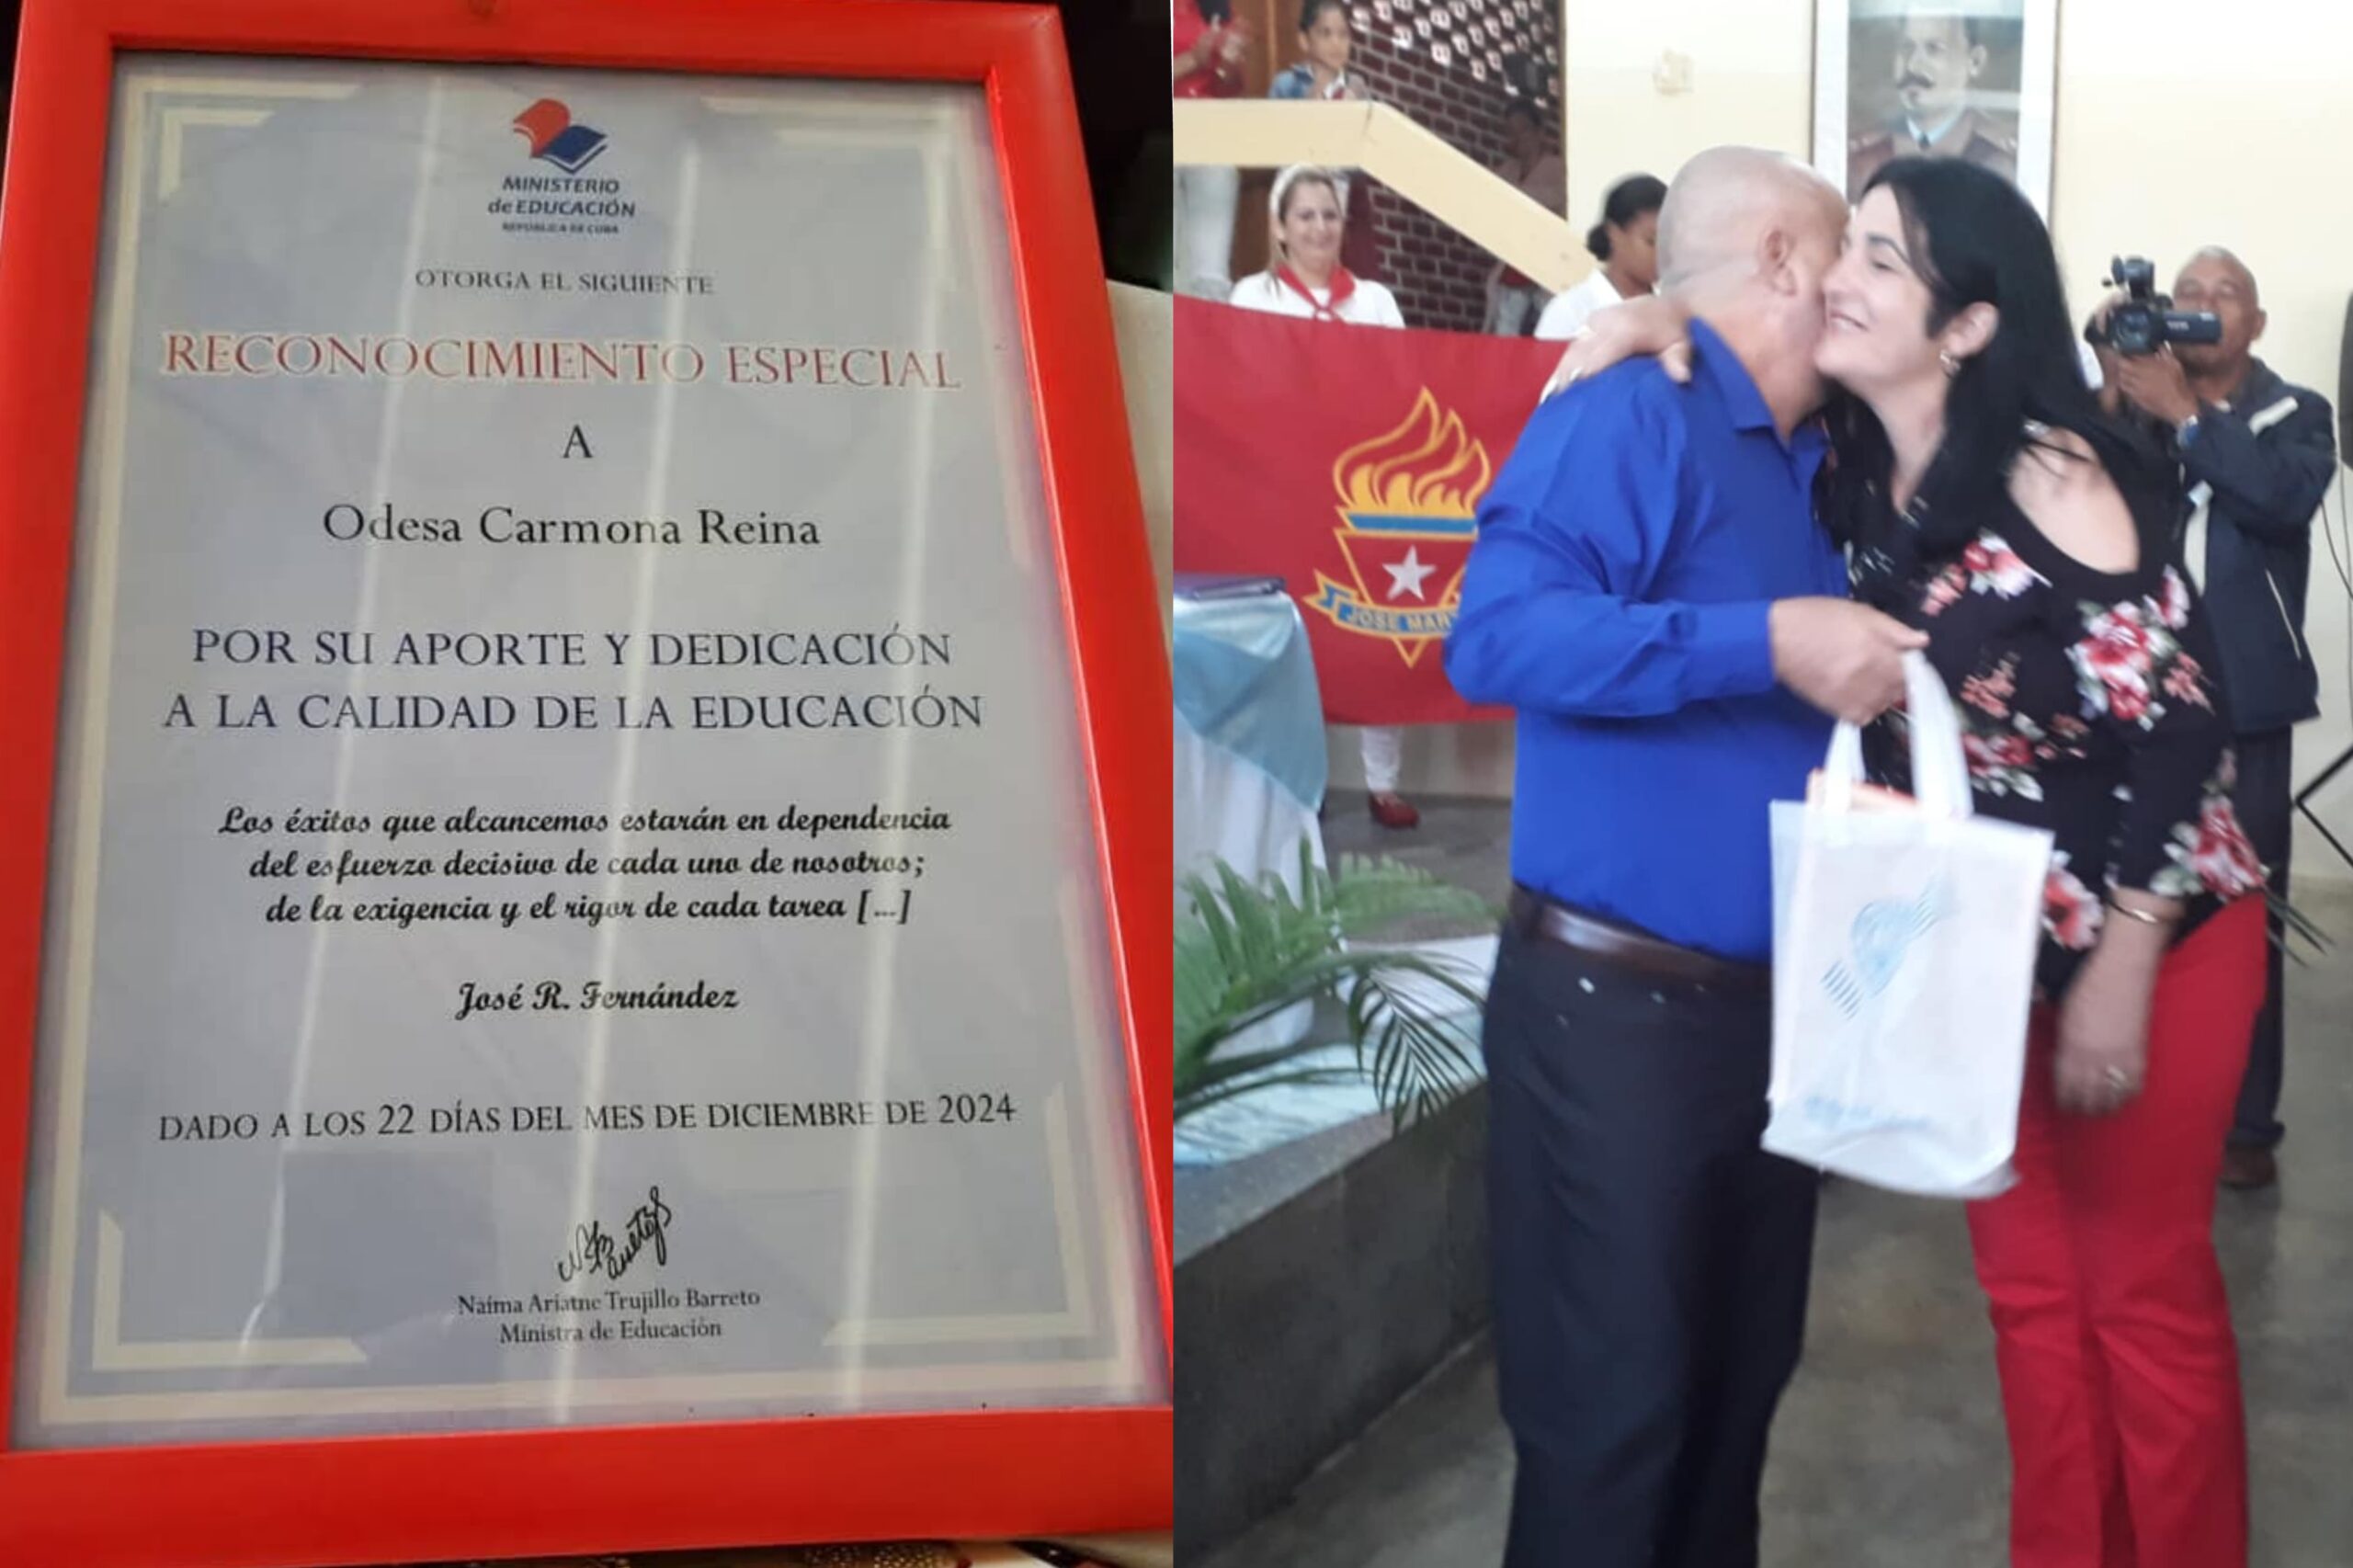 MINISTERIO
de EDUCACIÓN
REPÚBLICA DE CUBA
OTORGA EL SIGUIENTE
RECONOCIMIENTO ESPECIAL
A
Odesa Carmona Reina
POR SU APORTE Y DEDICACIÓN
A LA CALIDAD DE LA EDUCACIÓN
Los éxitos que alcancemos estarán en dependencia
del esfuerzo decisivo de cada uno de nosotros;
de la exigencia y el rigor de cada tarea [...]
José R. Fernández
DADO A LOS 22 DÍAS DEL MES DE DICIEMBRE DE 2024
Naíma Ariatne Trujillo Barreto
Ministra de Educación
JOSE MAR